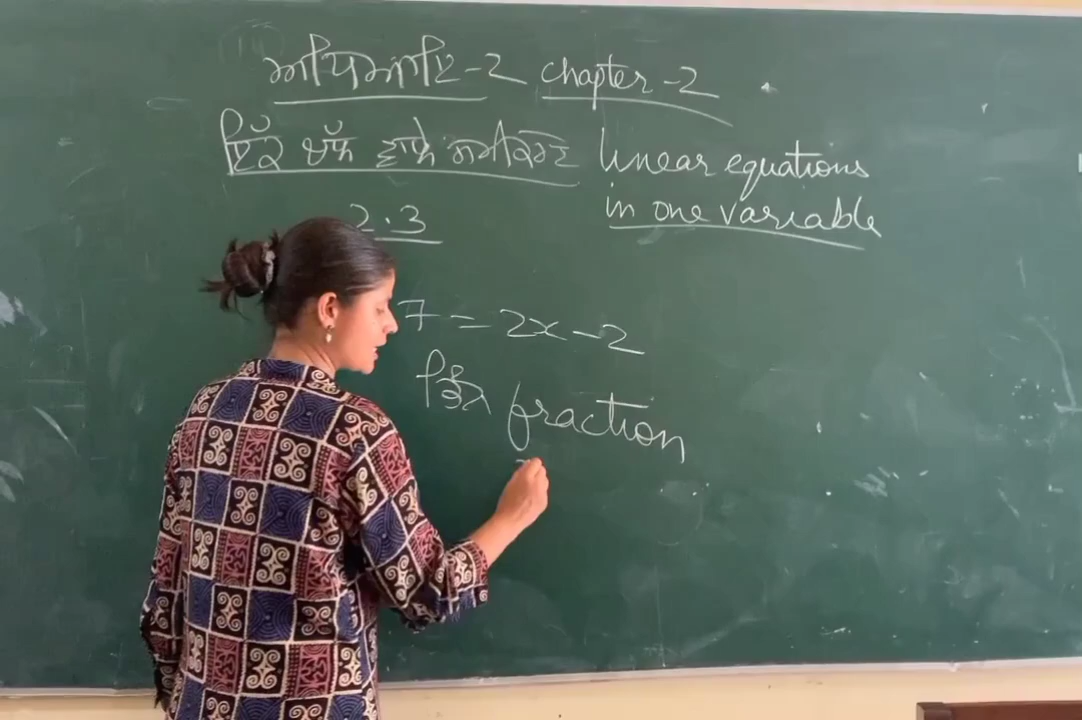 ਅਧਿਆਇ-2 chapter-2
ਇੱਕ ਚੱਲ ਵਾਲੇ ਸਮੀਕਰਣ linear equations
in one variable
2.3
7 = 2x - 2
ਭਿੰਨ fraction